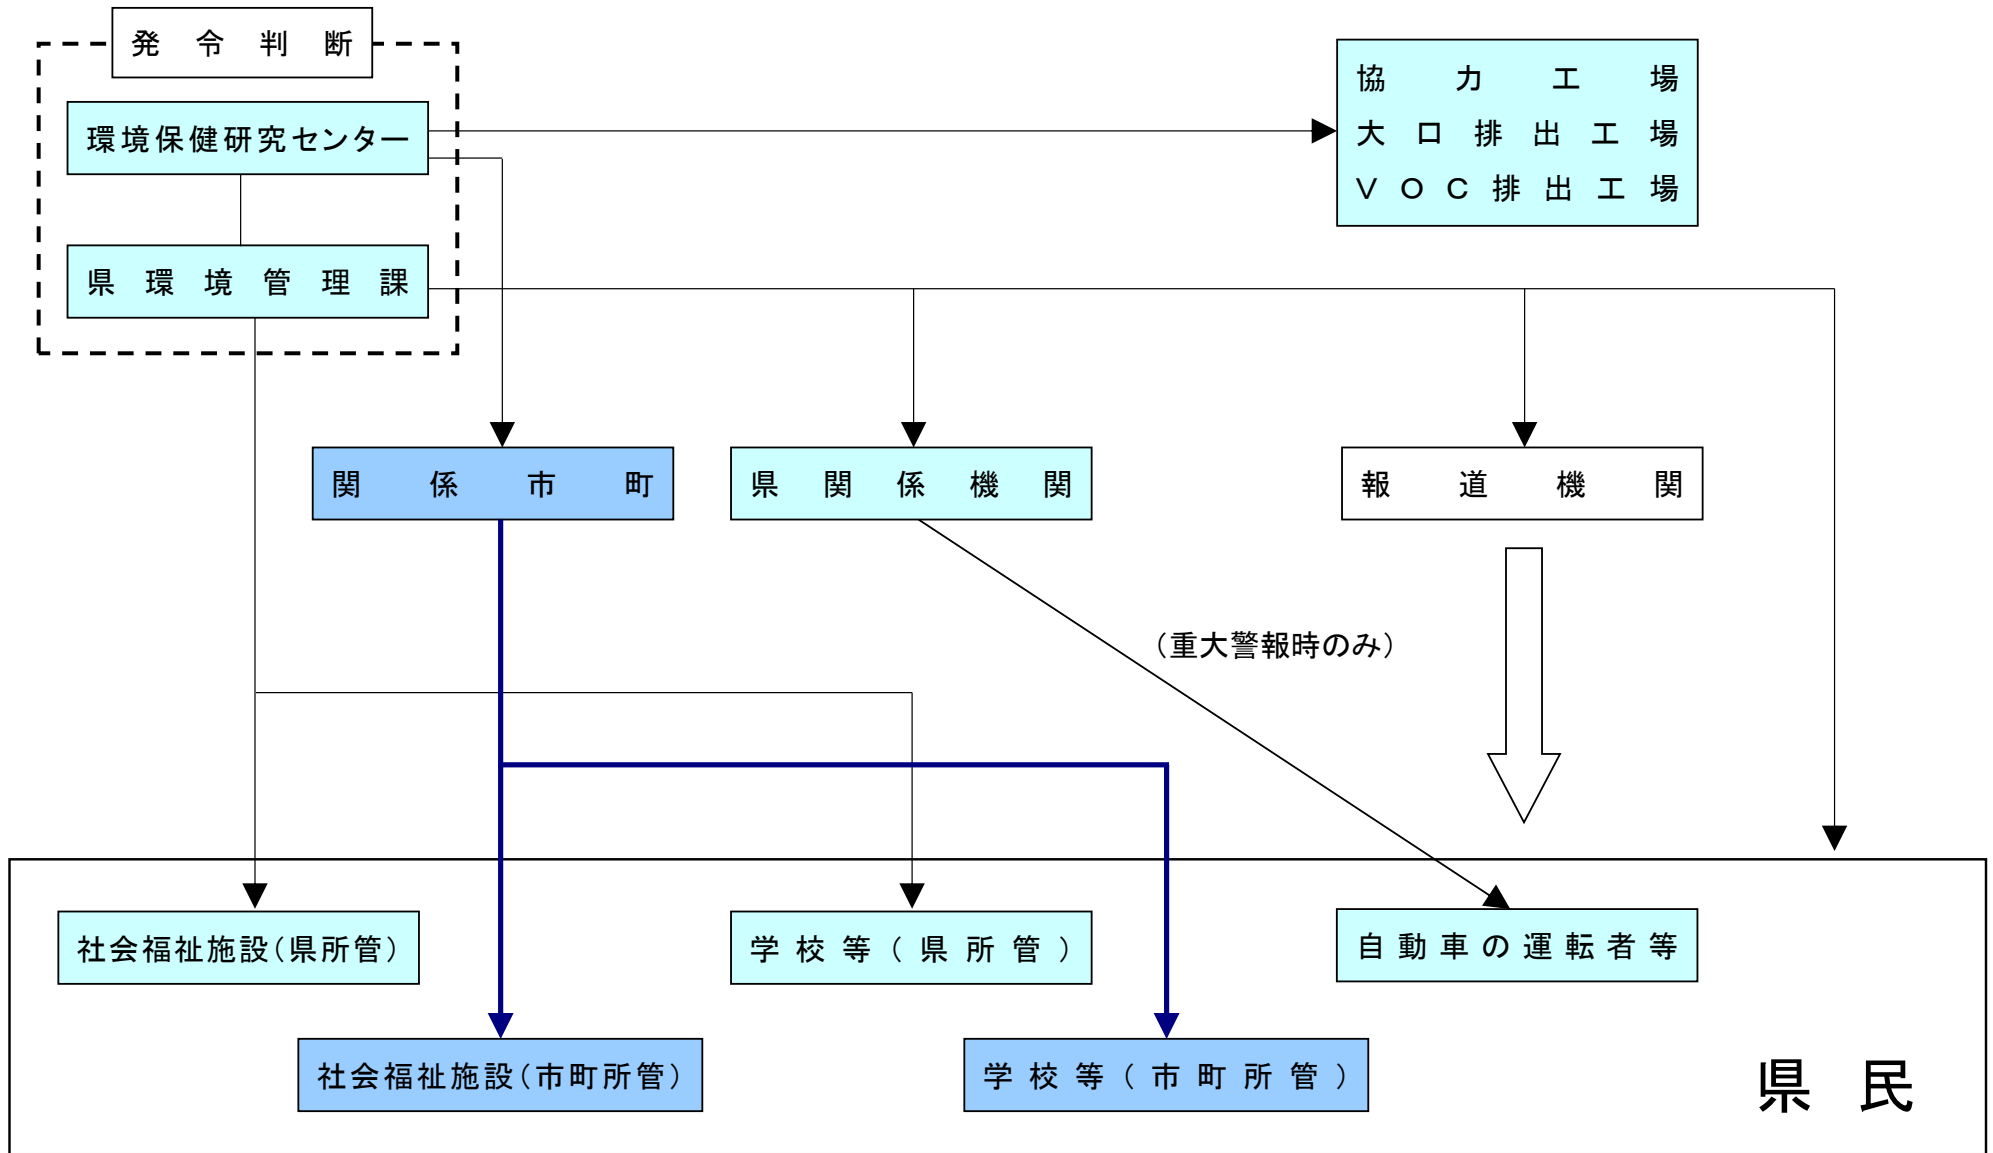 発令判断
環境保健研究センター
協力工場
大口排出工場
VOC排出工場
県環境管理課
関係市町
県関係機関
報道機関
（重大警報時のみ）
社会福祉施設（県所管）
学校等（県所管）
自動車の運転者等
社会福祉施設（市町所管）
学校等（市町所管）
県民